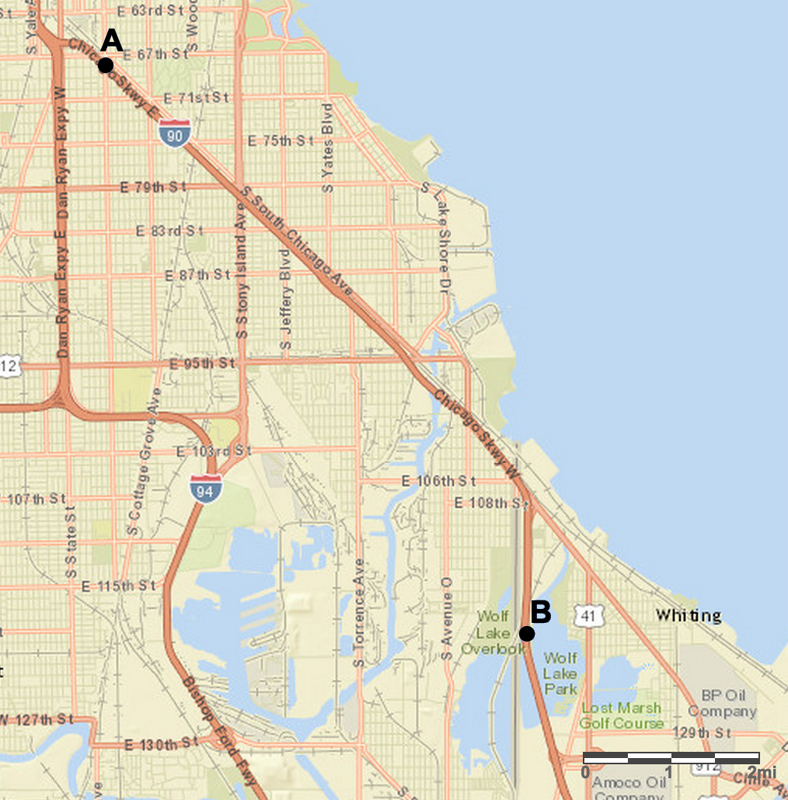 E 63rd St
S Yale A
S Wood
A
E 67th St
Chicago Skwy E
E 71st St
90
E 75th St
S Yates Blvd
Dan Ryan Expy E Dan Ryan Expy W
E 79th St
S Lake Shore Dr
S South Chicago Ave
E 83rd St
S Stony Island Ave
S Jeffery Blvd
E 87th St
12
E 95th St
S Cottage Grove Ave
Chicago Skwy W
E 103rd St
94
E 106th St
107th St
E 108th St
S State St
E 115th St
S Torrence Ave
S Avenue O
B
41
Whiting
Wolf
Lake
Overlook
Wolf
Lake
Park
Bishop Ford Fwy
BP Oil
Company
Lost Marsh
Golf Course
W 127th St
129th St
E 130th St
0 1 2mi
912
Amoco Oil
Company
ve
S